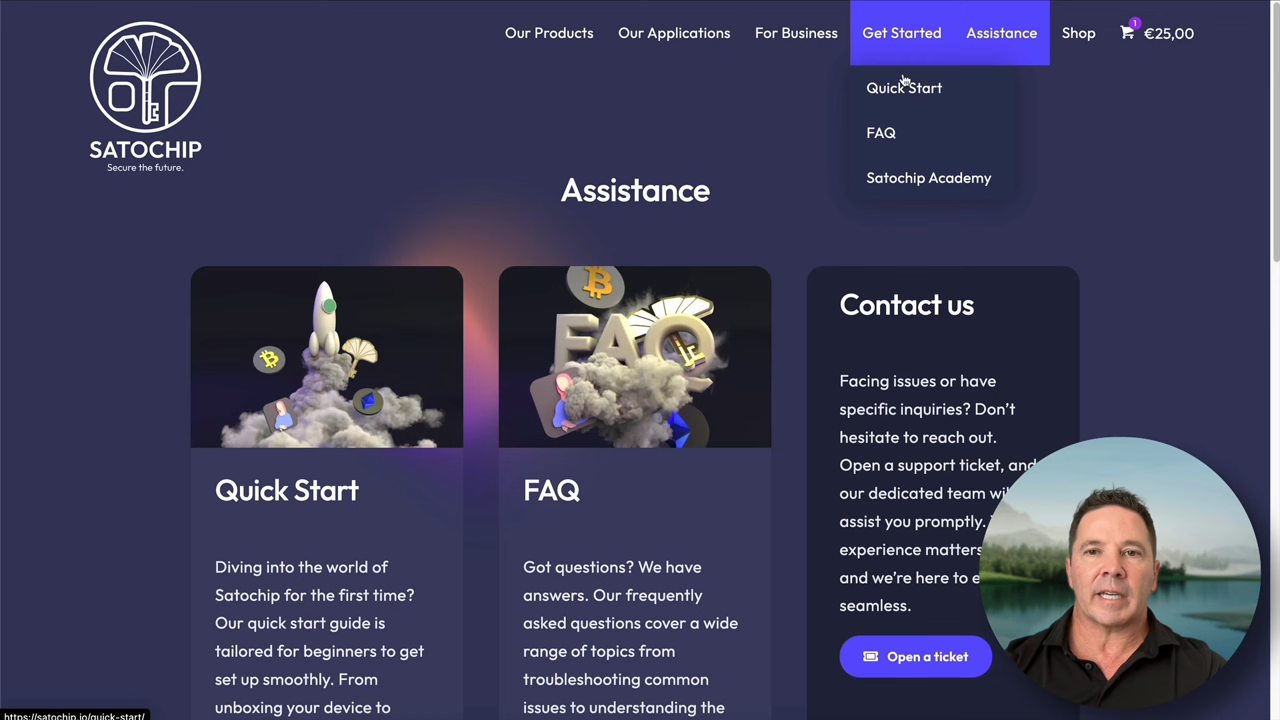 Our Products
Our Applications
For Business
Get Started
Assistance
Shop
1
€25,00
SATOCHIP
Secure the future.
Quick Start
FAQ
Satochip Academy
Assistance
FAQ
Quick Start
Diving into the world of
Satochip for the first time?
Our quick start guide is
tailored for beginners to get
set up smoothly. From
unboxing your device to
FAQ
Got questions? We have
answers. Our frequently
asked questions cover a wide
range of topics from
troubleshooting common
issues to understanding the
Contact us
Facing issues or have
specific inquiries? Don’t
hesitate to reach out.
Open a support ticket, and
our dedicated team
assist you promptly.
experience matters
and we’re here to
seamless.
Open a ticket
https://satochip.io/quick-start/